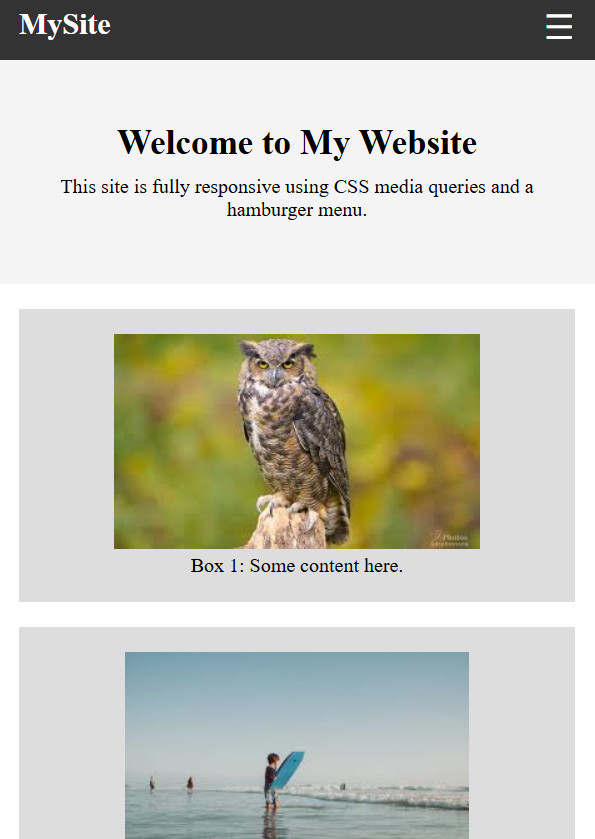 MySite
Welcome to My Website
This site is fully responsive using CSS media queries and a
hamburger menu.
Photos
Box 1: Some content here.